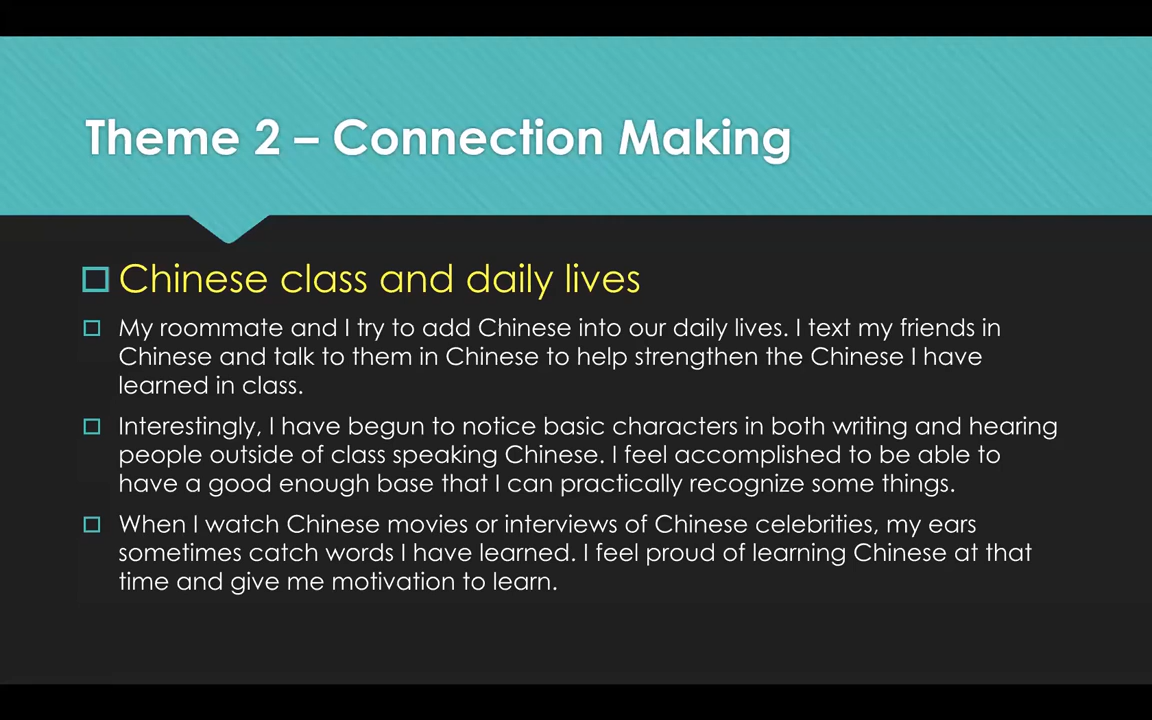 Theme 2 – Connection Making
Chinese class and daily lives
My roommate and I try to add Chinese into our daily lives. I text my friends in
Chinese and talk to them in Chinese to help strengthen the Chinese I have
learned in class.
Interestingly, I have begun to notice basic characters in both writing and hearing
people outside of class speaking Chinese. I feel accomplished to be able to
have a good enough base that I can practically recognize some things.
When I watch Chinese movies or interviews of Chinese celebrities, my ears
sometimes catch words I have learned. I feel proud of learning Chinese at that
time and give me motivation to learn.